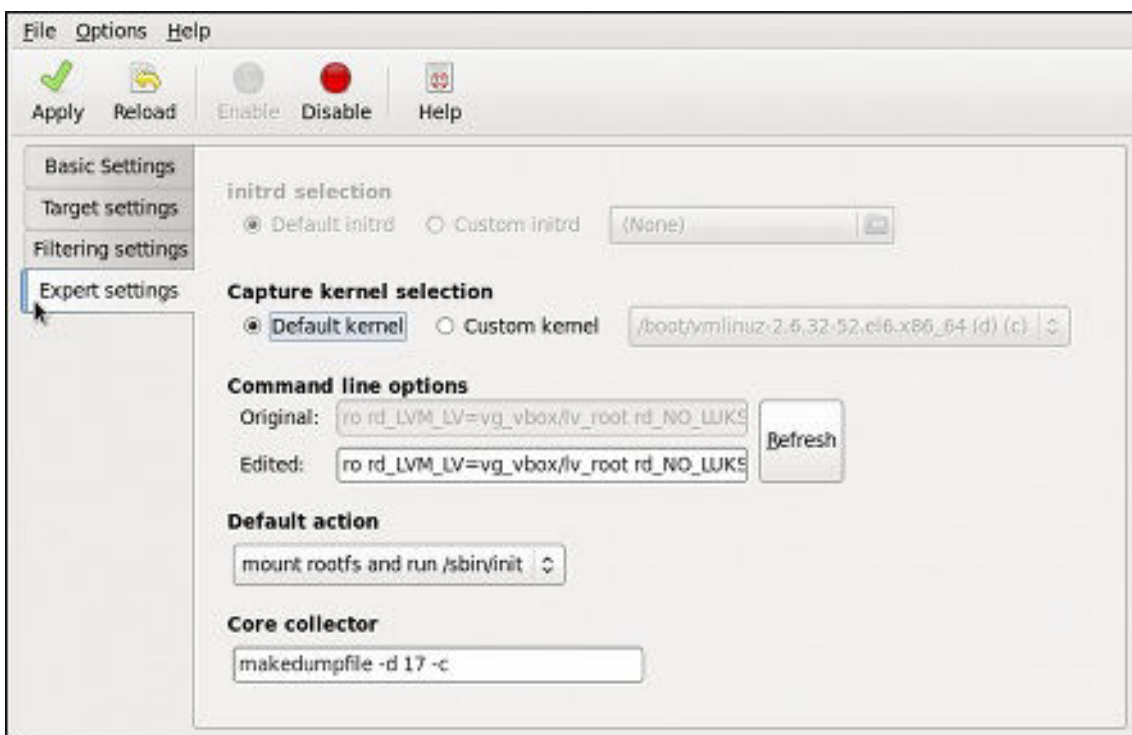 File Options Help
Apply Reload Enable Disable Help
Basic Settings
Target settings
Filtering settings
Expert settings
initrd selection
Default initrd Custom initrd (None)
Capture kernel selection
Default kernel Custom kernel /boot/vmlinuz-2.6.32-52.el6.x86_64 (d) (c)
Command line options
Original: ro rd_LVM_LV=vg_vbox/lv_root rd_NO_LUKS
Refresh
Edited: ro rd_LVM_LV=vg_vbox/lv_root rd_NO_LUKS
Default action
mount rootfs and run /sbin/init
Core collector
makedumpfile -d 17 -c